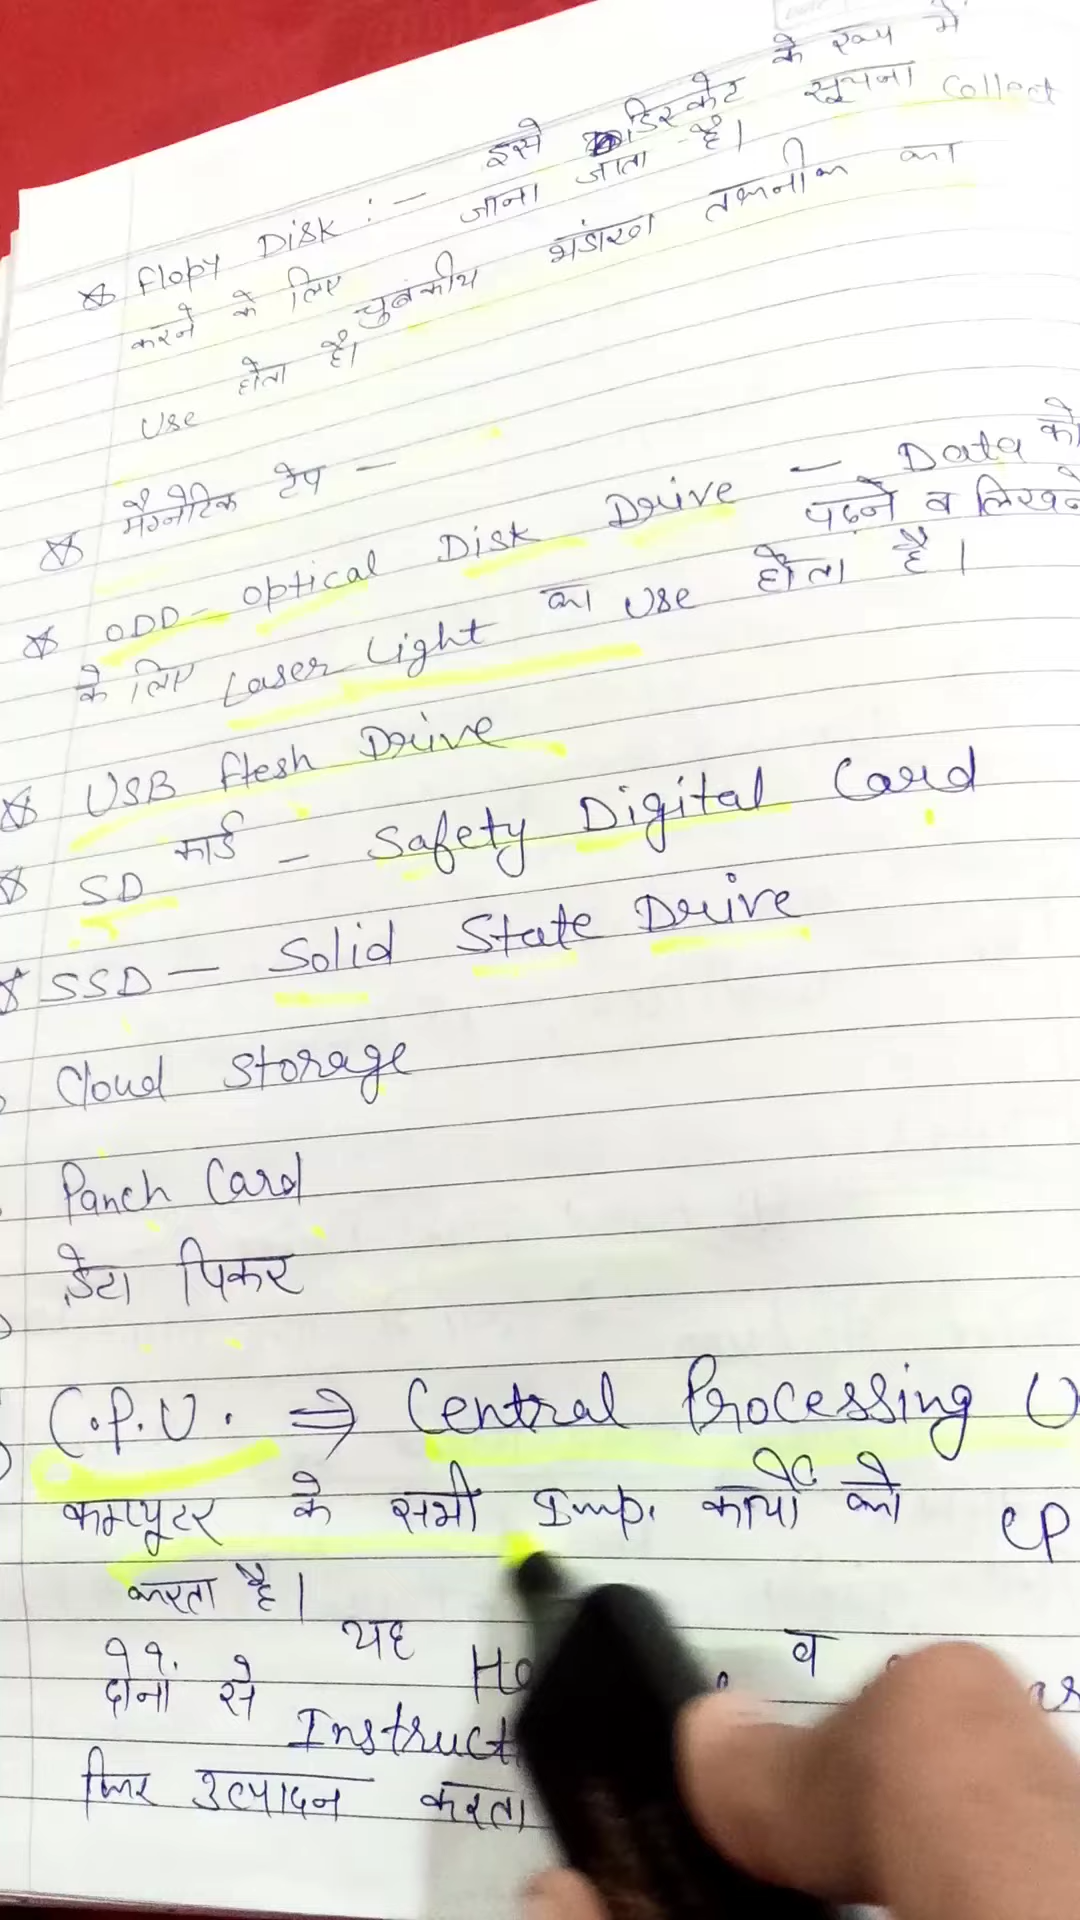 ☆ flopy Disk :- इसे डिस्केट के रूप में
जाना जाता है। सूचना Collect
करने के लिए चुबंकीय भंडारण तकनीक का
Use होता है।
☆ मैग्नेटिक टेप -
☆ ODD - Optical Disk Drive - Data को
पढ़ने व लिखने
के लिए Laser Light का Use होता है।
☆ USB flesh Drive
☆ SD कार्ड - Safety Digital Card
☆ SSD - Solid State Drive
Cloud Storage
Panch Card
डेटा पिकर
C.P.U. ⇒ Central Processing U
कम्प्यूटर के सभी Imp. कार्यो को CP
करता है।
यह व
दोनों से Instruct
फिर उत्पादन करता